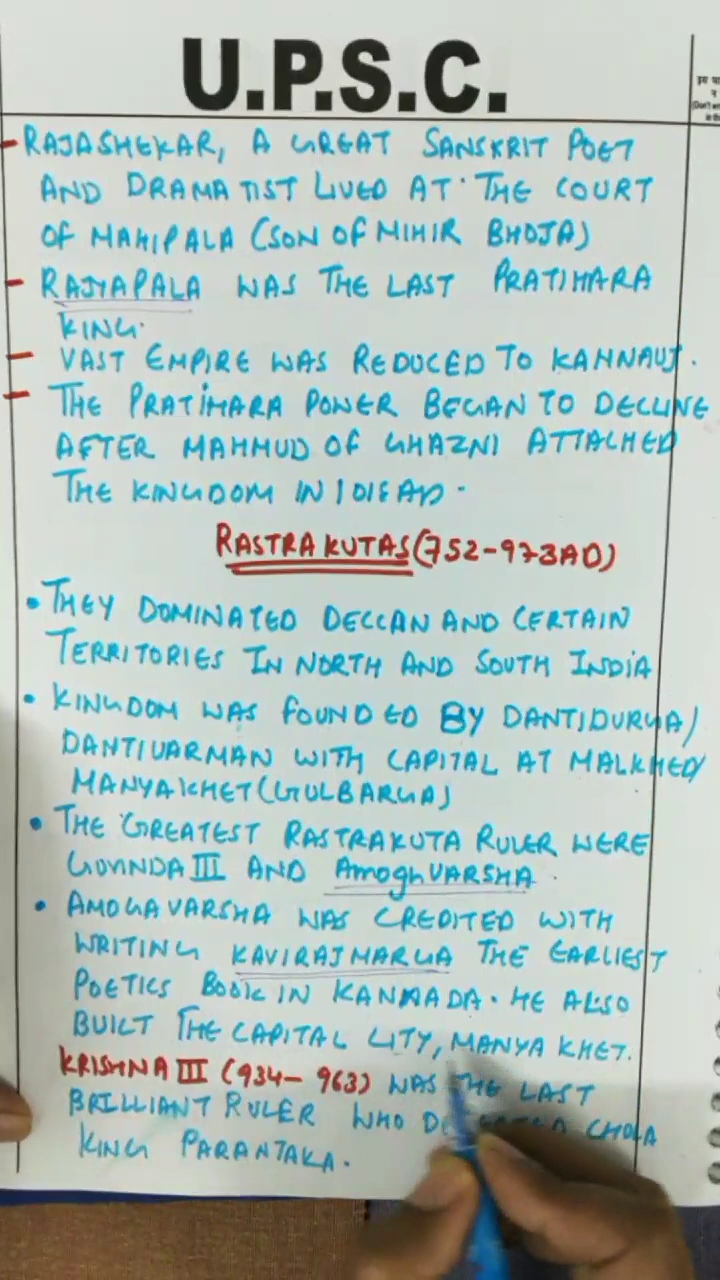 U.P.S.C.
- RAJASHEKAR, A GREAT SANSKRIT POET
AND DRAMATIST LIVED AT THE COURT
OF MAHIPALA (SON OF MIHIR BHOJA)
- RAJYAPALA WAS THE LAST PRATIHARA
KING.
- VAST EMPIRE WAS REDUCED TO KANNAUJ.
- THE PRATIHARA POWER BEGAN TO DECLINE
AFTER MAHMUD OF GHAZNI ATTACHED
THE KINGDOM IN 1018 AD.
RASTRAKUTAS (752-973AD)
• THEY DOMINATED DECCAN AND CERTAIN
TERRITORIES IN NORTH AND SOUTH INDIA
• KINGDOM WAS FOUNDED BY DANTIDURGA/
DANTIVARMAN WITH CAPITAL AT MALKHED/
MANYAKHET (GULBARGA)
• THE GREATEST RASTRAKUTA RULER WERE
GOVINDA III AND AMOGHVARSHA.
• AMOGAVARSHA WAS CREDITED WITH
WRITING KAVIRAJMARGA THE EARLIEST
POETICS BOOK IN KANNADA. HE ALSO
BUILT THE CAPITAL CITY, MANYA KHET.
KRISHNA III (934-963) WAS THE LAST
BRILLIANT RULER WHO CHOLA
KING PARANTAKA.